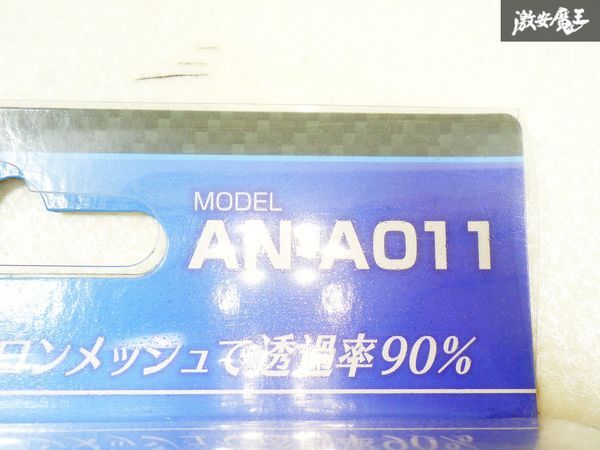 激安魔王
MODEL
AN-A011
ロンメッシュで透過率90%